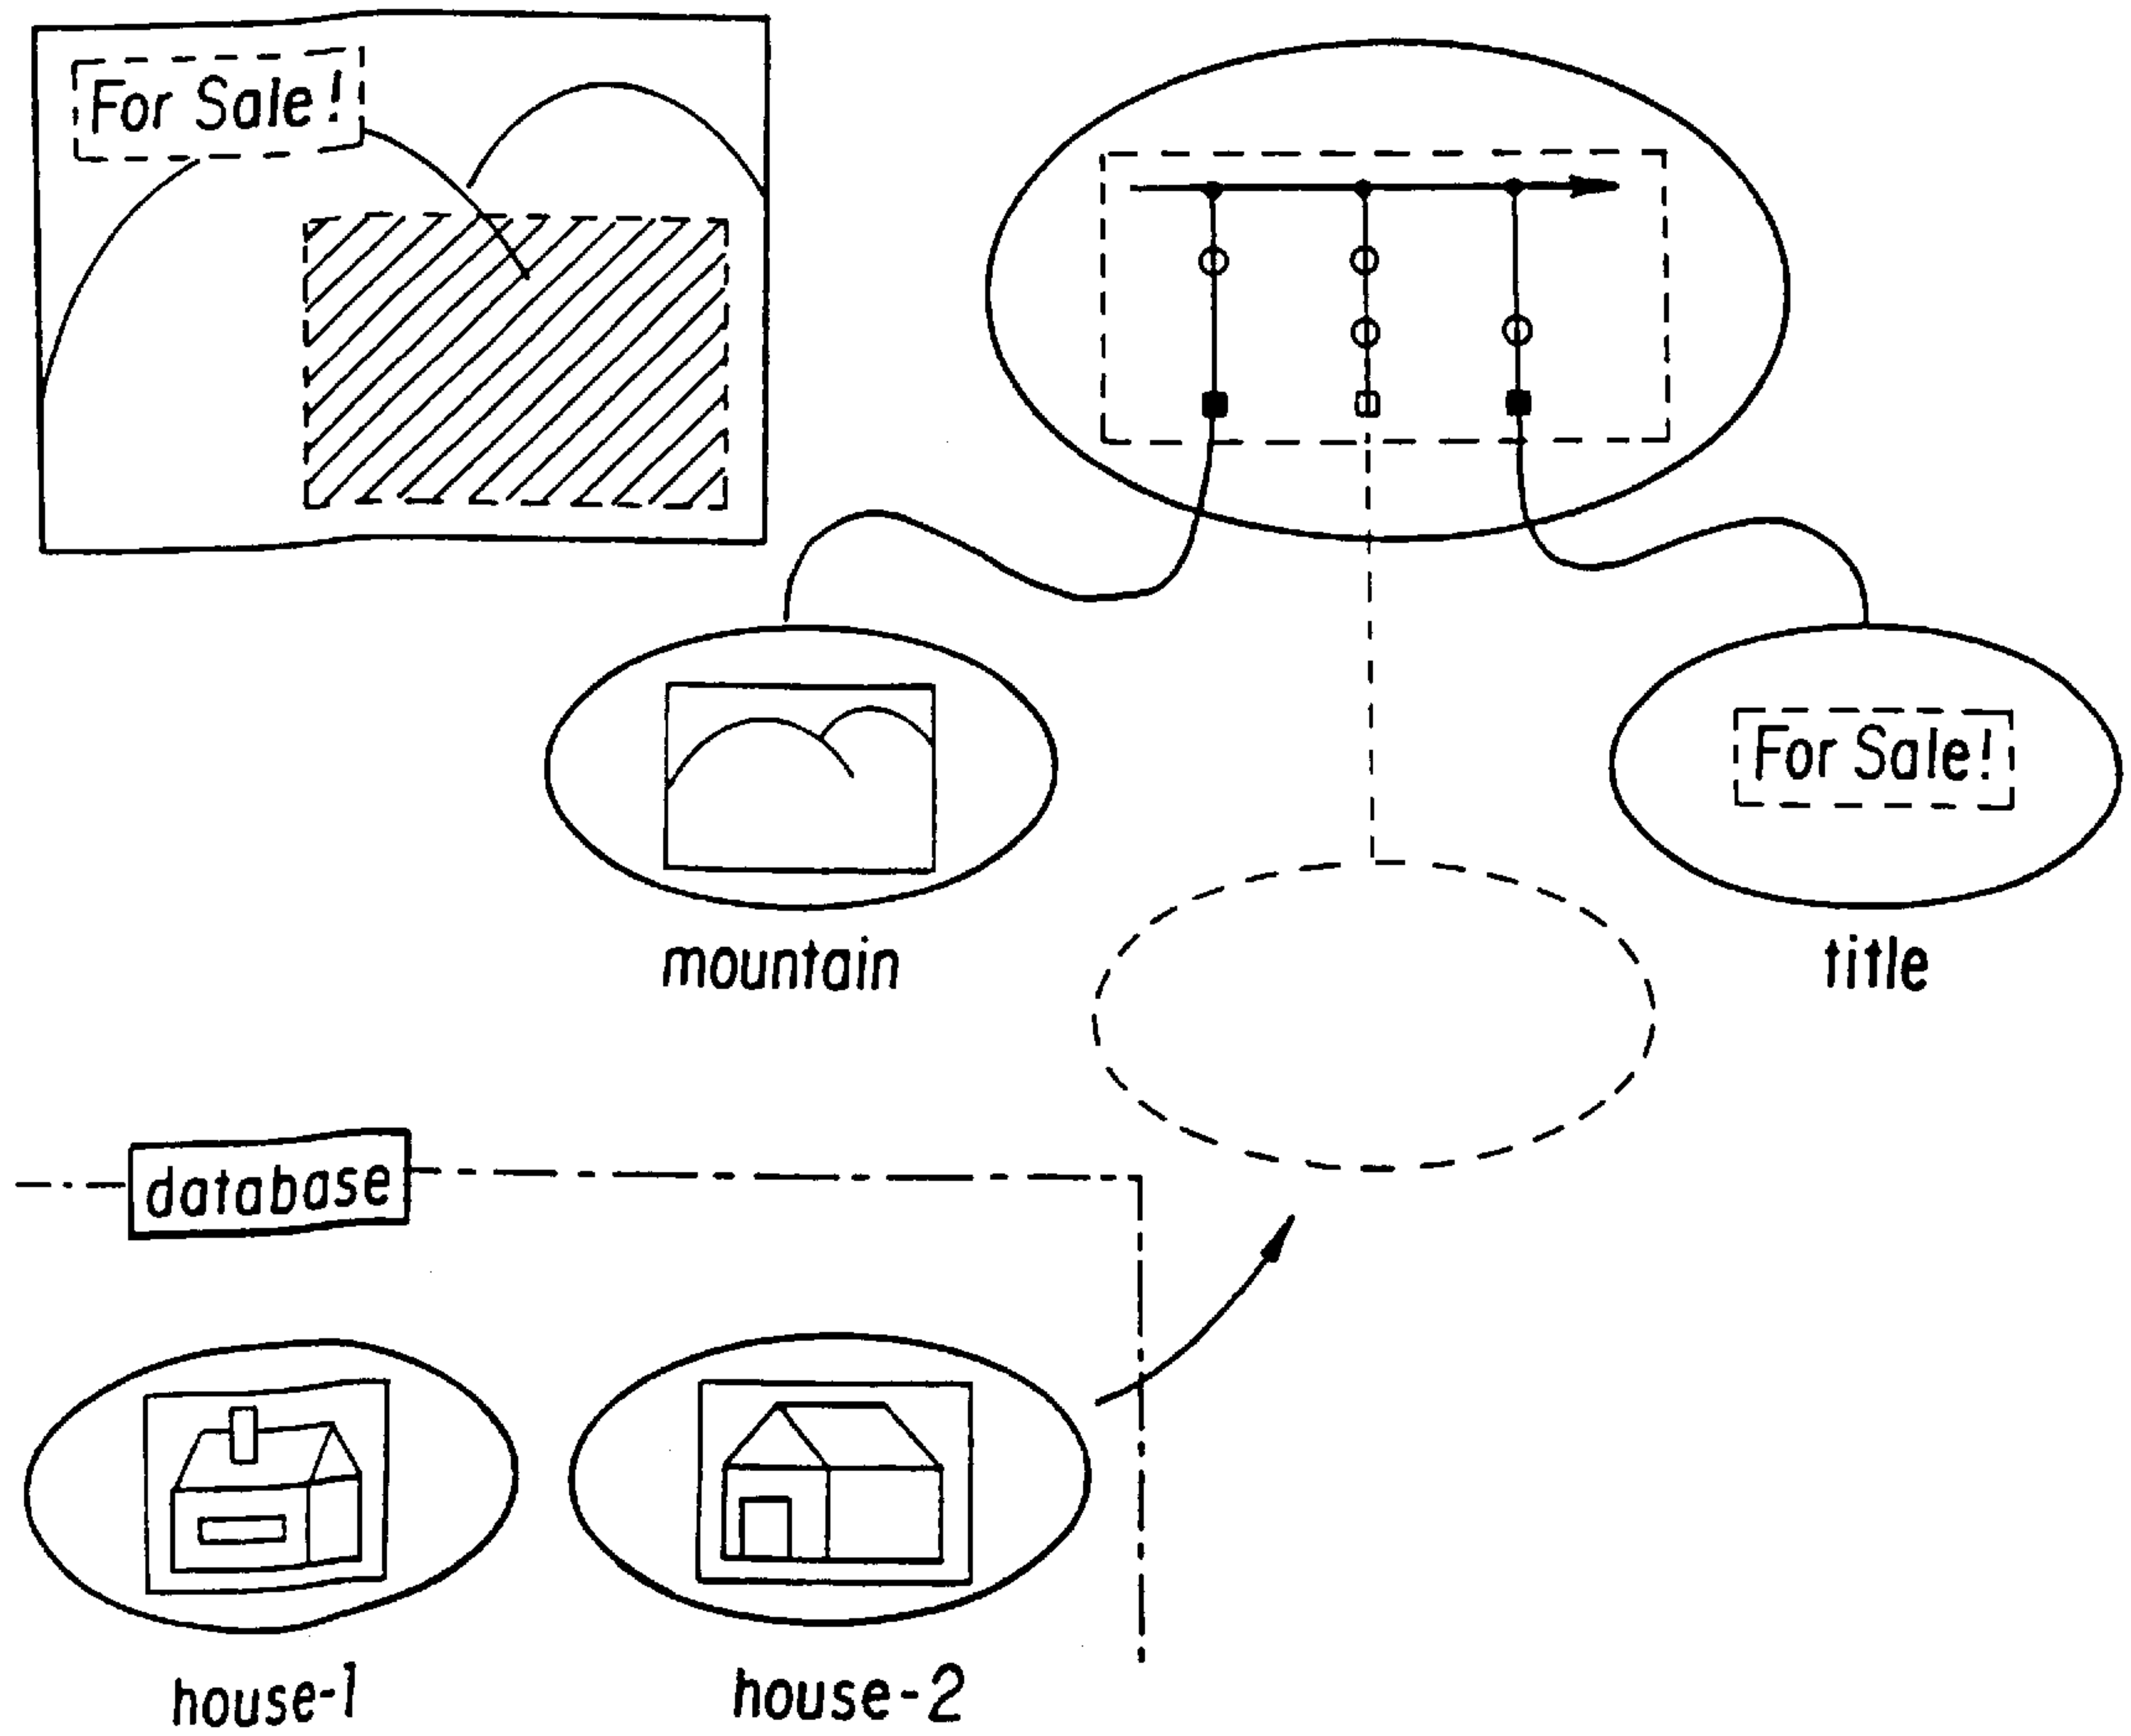 For Sale!
mountain
For Sale!
title
database
house-1
house-2